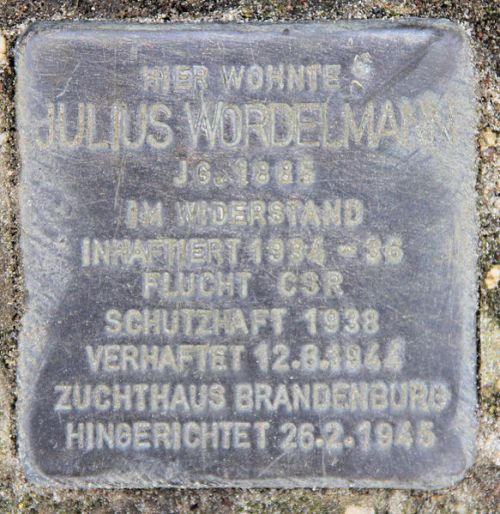 HIER WOHNTE
JULIUS WORDELMANN
JG. 1885
IM WIDERSTAND
INHAFTIERT 1934 - 36
FLUCHT CSR
SCHUTZHAFT 1938
VERHAFTET 12.8.1944
ZUCHTHAUS BRANDENBURG
HINGERICHTET 26.2.1945